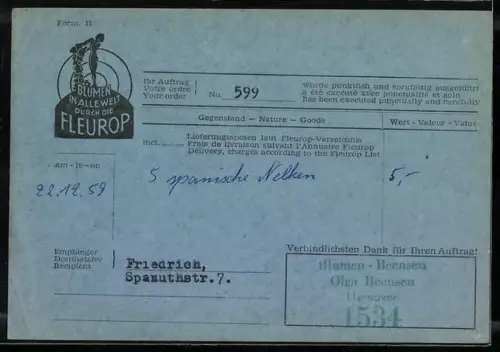 Form. D
BLUMEN
IN ALLE WELT
DURCH DIE
FLEUROP
Ihr Auftrag
Votre ordre
Your order
No. 599
wurde pünktlich und sorgfältig ausgeführt
a été exécuté avec ponctualité et soin
has been executed punctually and carefully
Gegenstand - Nature - Goods
Wert - Valeur - Value
incl.
Lieferungsspesen laut Fleurop-Verzeichnis
Frais de livraison suivant l'Annuaire Fleurop
Delivery, charges according to the Fleurop List
- am - le - on
22.12.59
5 spanische Nelken
5,-
Empfänger
Destinataire
Recipient
Friedrich,
Spanuthstr.7.
Verbindlichsten Dank für Ihren Auftrag!
Blumen - Beensen
Olga Beensen
Hannover
1534